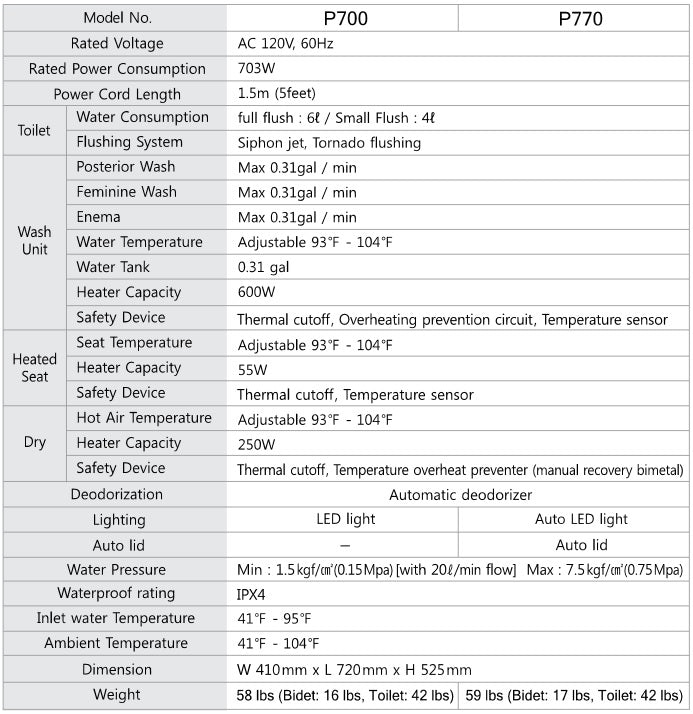 Model No. P700 P770
Rated Voltage AC 120V, 60Hz
Rated Power Consumption 703W
Power Cord Length 1.5m (5feet)
Toilet
Water Consumption full flush : 6ℓ / Small Flush : 4ℓ
Flushing System Siphon jet, Tornado flushing
Wash
Unit
Posterior Wash Max 0.31gal / min
Feminine Wash Max 0.31gal / min
Enema Max 0.31gal / min
Water Temperature Adjustable 93°F - 104°F
Water Tank 0.31 gal
Heater Capacity 600W
Safety Device Thermal cutoff, Overheating prevention circuit, Temperature sensor
Heated
Seat
Seat Temperature Adjustable 93°F - 104°F
Heater Capacity 55W
Safety Device Thermal cutoff, Temperature sensor
Dry
Hot Air Temperature Adjustable 93°F - 104°F
Heater Capacity 250W
Safety Device Thermal cutoff, Temperature overheat preventer (manual recovery bimetal)
Deodorization Automatic deodorizer
Lighting LED light Auto LED light
Auto lid – Auto lid
Water Pressure Min : 1.5kgf/㎠(0.15Mpa) [with 20ℓ/min flow] Max : 7.5kgf/㎠(0.75Mpa)
Waterproof rating IPX4
Inlet water Temperature 41°F - 95°F
Ambient Temperature 41°F - 104°F
Dimension W 410mm x L 720mm x H 525mm
Weight 58 lbs (Bidet: 16 lbs, Toilet: 42 lbs) 59 lbs (Bidet: 17 lbs, Toilet: 42 lbs)